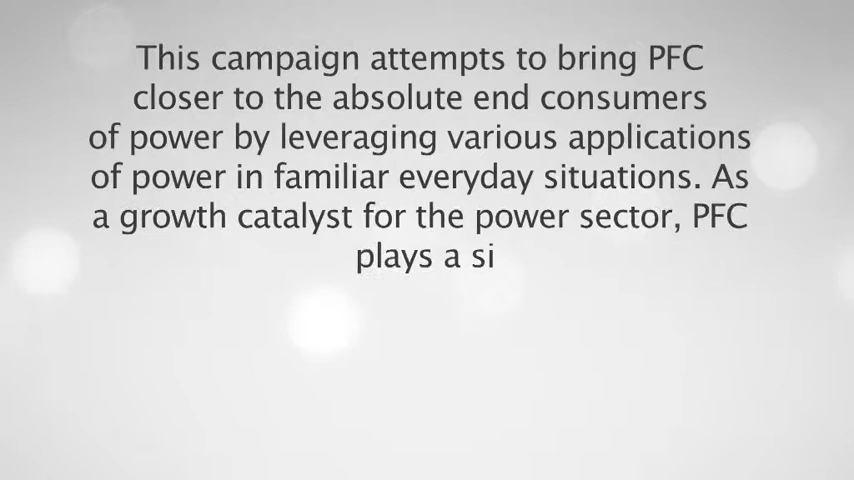 This campaign attempts to bring PFC
closer to the absolute end consumers
of power by leveraging various applications
of power in familiar everyday situations. As
a growth catalyst for the power sector, PFC
plays a si